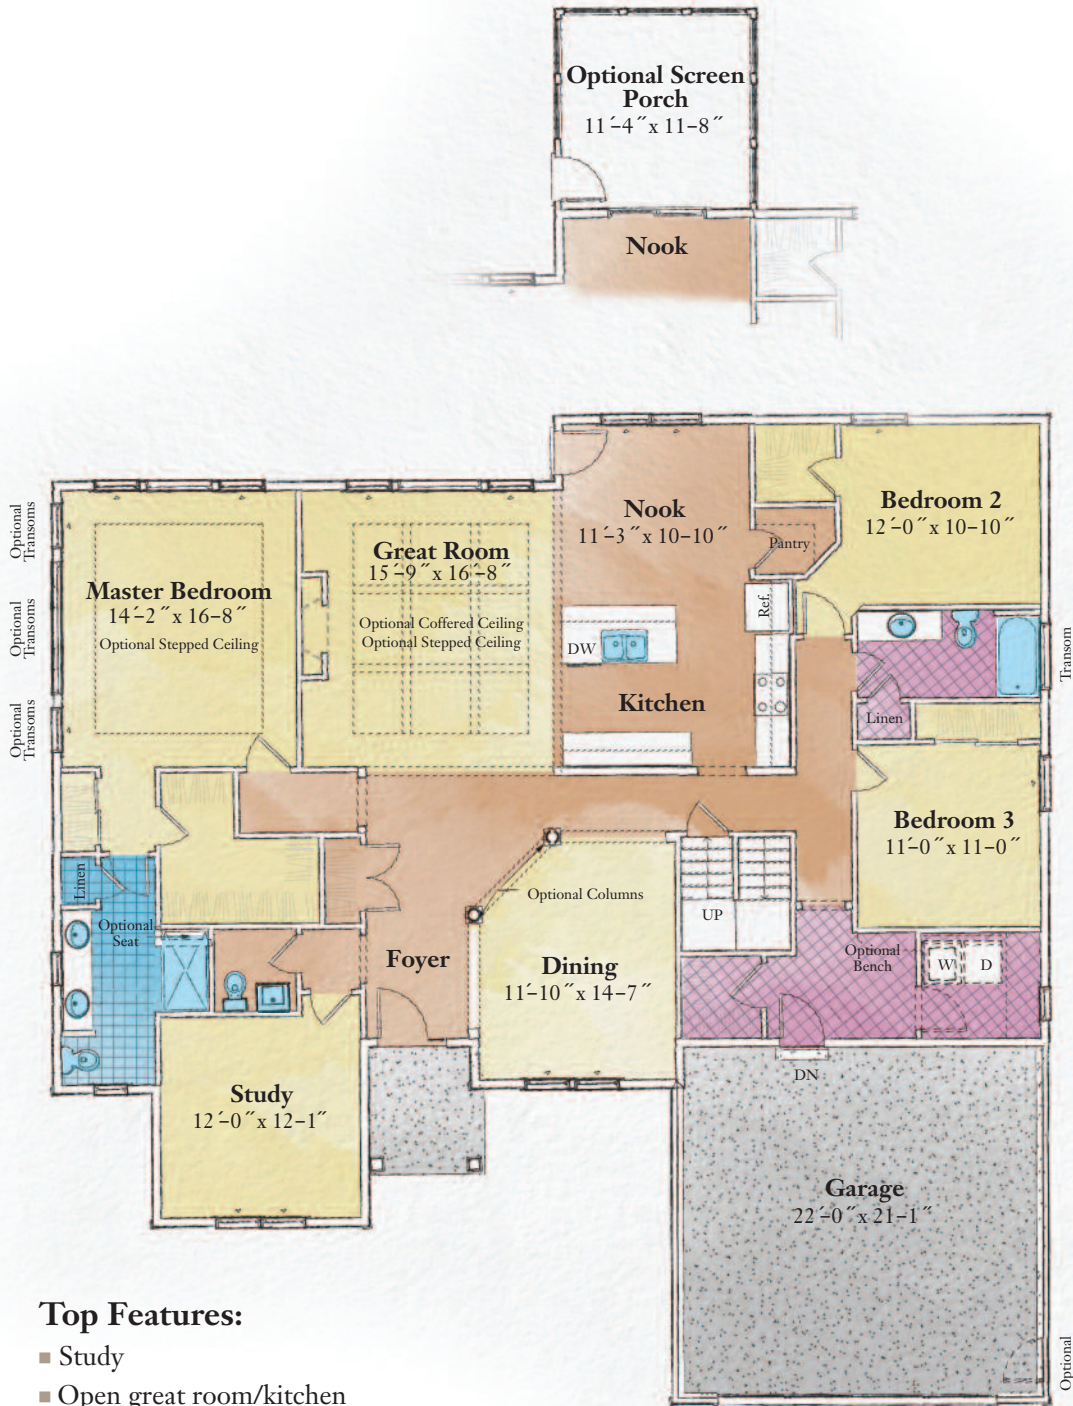 Optional Screen
Porch
11´-4˝ x 11-8˝
Nook
Optional
Transoms
Optional
Transoms
Optional
Transoms
Master Bedroom
14´-2˝ x 16-8˝
Optional Stepped Ceiling
Great Room
15´-9˝ x 16´-8˝
Optional Coffered Ceiling
Optional Stepped Ceiling
Nook
11´-3˝ x 10-10˝
Pantry
Bedroom 2
12´-0˝ x 10-10˝
Ref.
DW
Kitchen
Transom
Linen
Bedroom 3
11´-0˝ x 11-0˝
Linen
Optional
Seat
Optional Columns
UP
Foyer
Dining
11´-10˝ x 14-7˝
Optional
Bench
W
D
DN
Study
12´-0˝ x 12-1˝
Garage
22´-0˝ x 21-1˝
Optional
Top Features:
■ Study
■ Open great room/kitchen